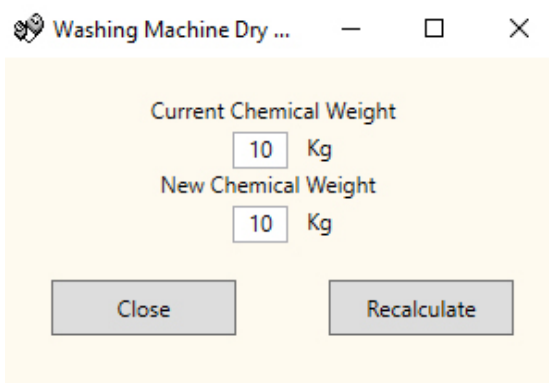 Washing Machine Dry ...
Current Chemical Weight
10 Kg
New Chemical Weight
10 Kg
Close Recalculate